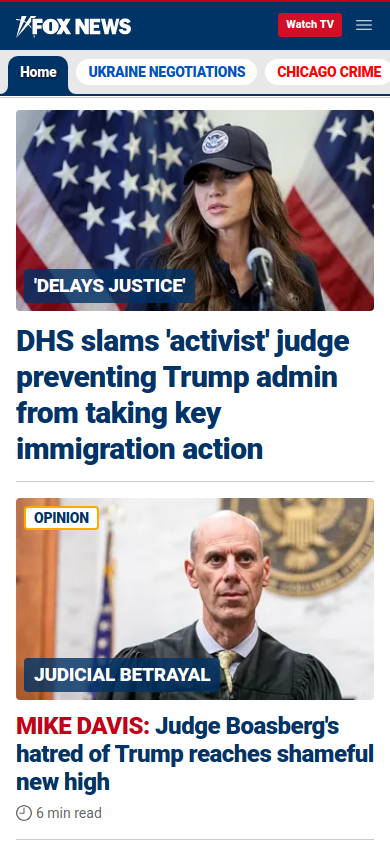 FOX NEWS
Watch TV
Home
UKRAINE NEGOTIATIONS
CHICAGO CRIME
'DELAYS JUSTICE'
DHS slams 'activist' judge
preventing Trump admin
from taking key
immigration action
OPINION
JUDICIAL BETRAYAL
MIKE DAVIS: Judge Boasberg's
hatred of Trump reaches shameful
new high
6 min read